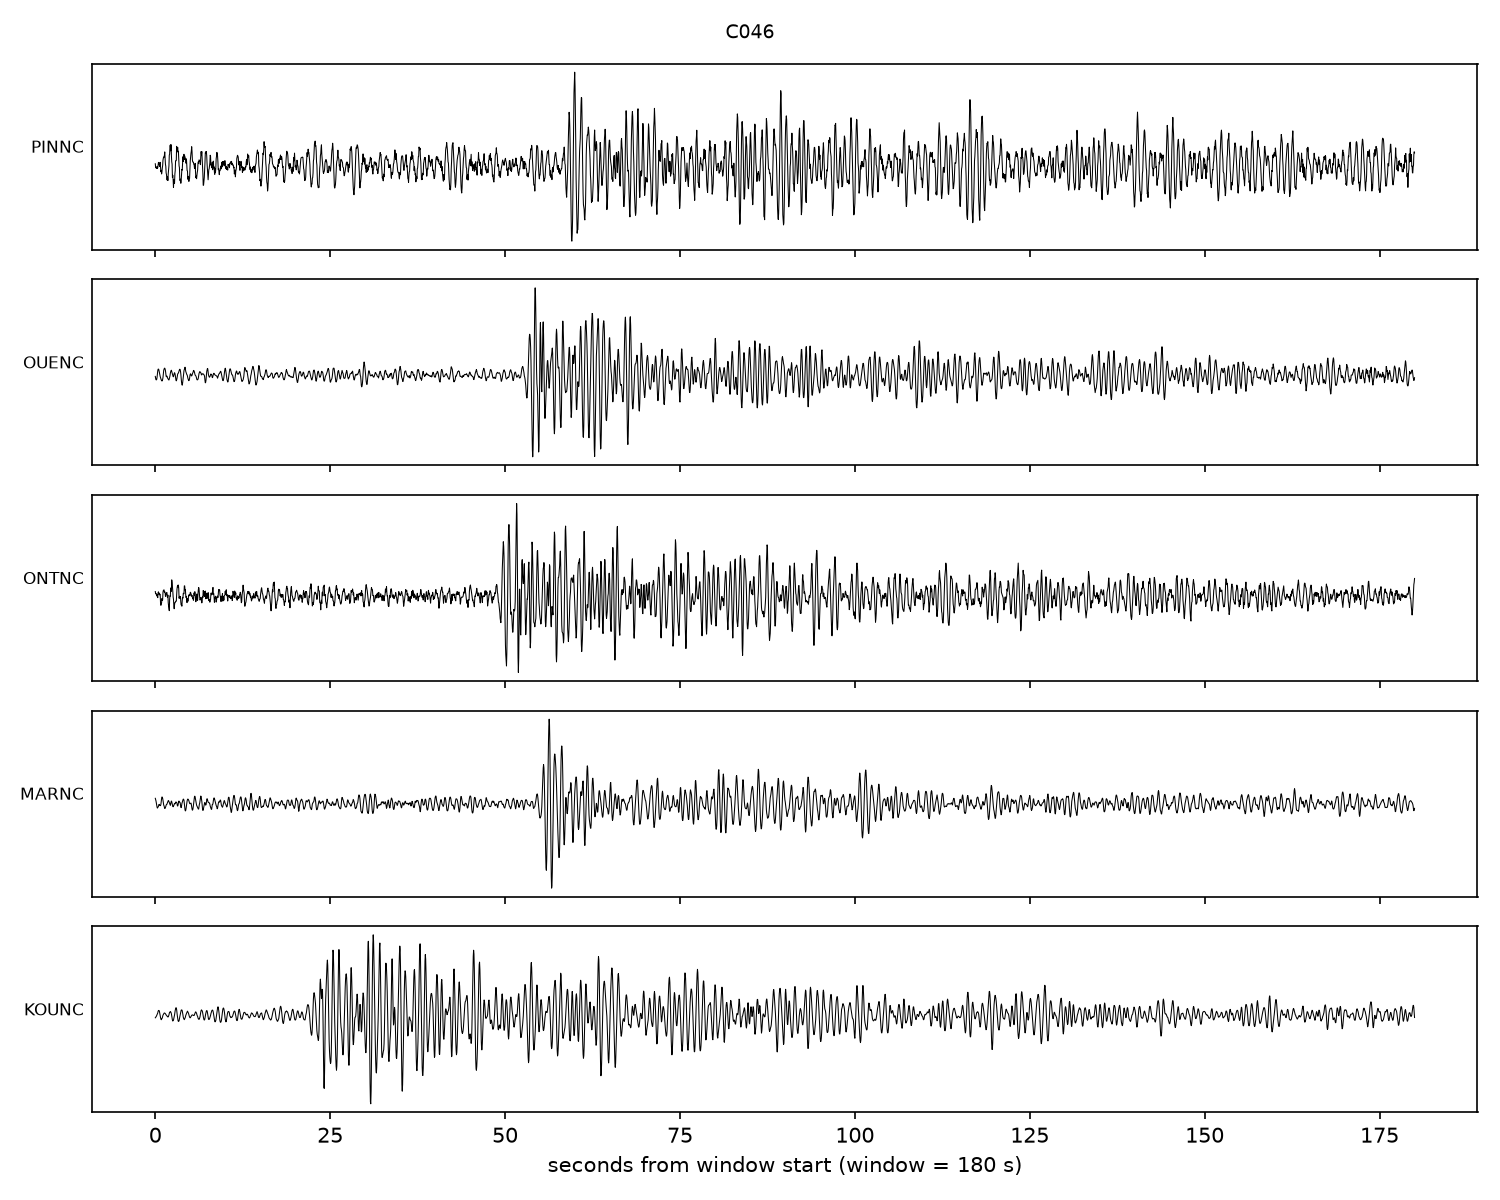 C046
PINNC
OUENC
ONTNC
MARNC
KOUNC
0 25 50 75 100 125 150 175
seconds from window start (window = 180 s)